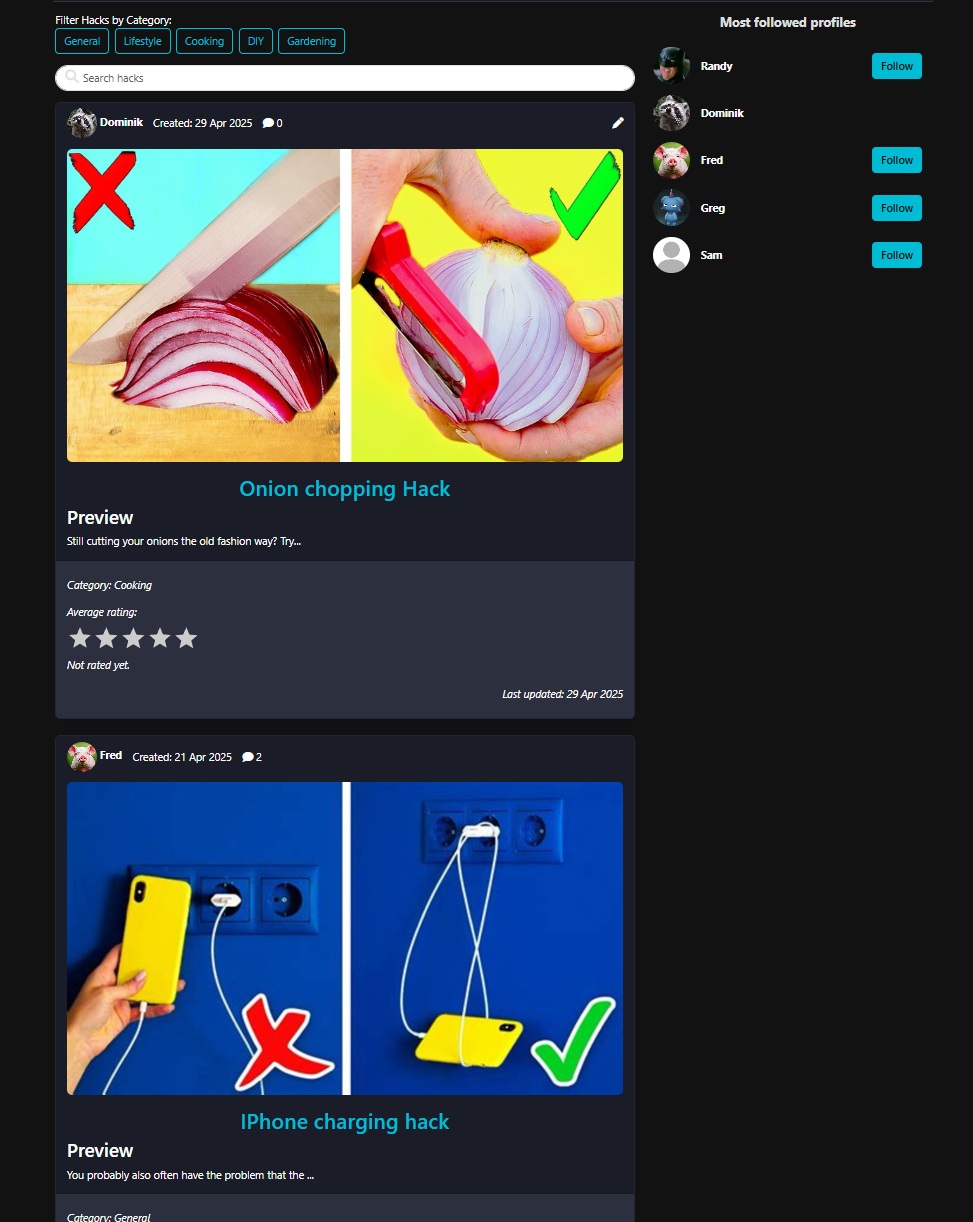 Filter Hacks by Category:
General Lifestyle Cooking DIY Gardening
Search hacks
Dominik Created: 29 Apr 2025 0
Onion chopping Hack
Preview
Still cutting your onions the old fashion way? Try...
Category: Cooking
Average rating:
Not rated yet.
Last updated: 29 Apr 2025
Fred Created: 21 Apr 2025 2
IPhone charging hack
Preview
You probably also often have the problem that the ...
Category: General
Most followed profiles
Randy Follow
Dominik
Fred Follow
Greg Follow
Sam Follow